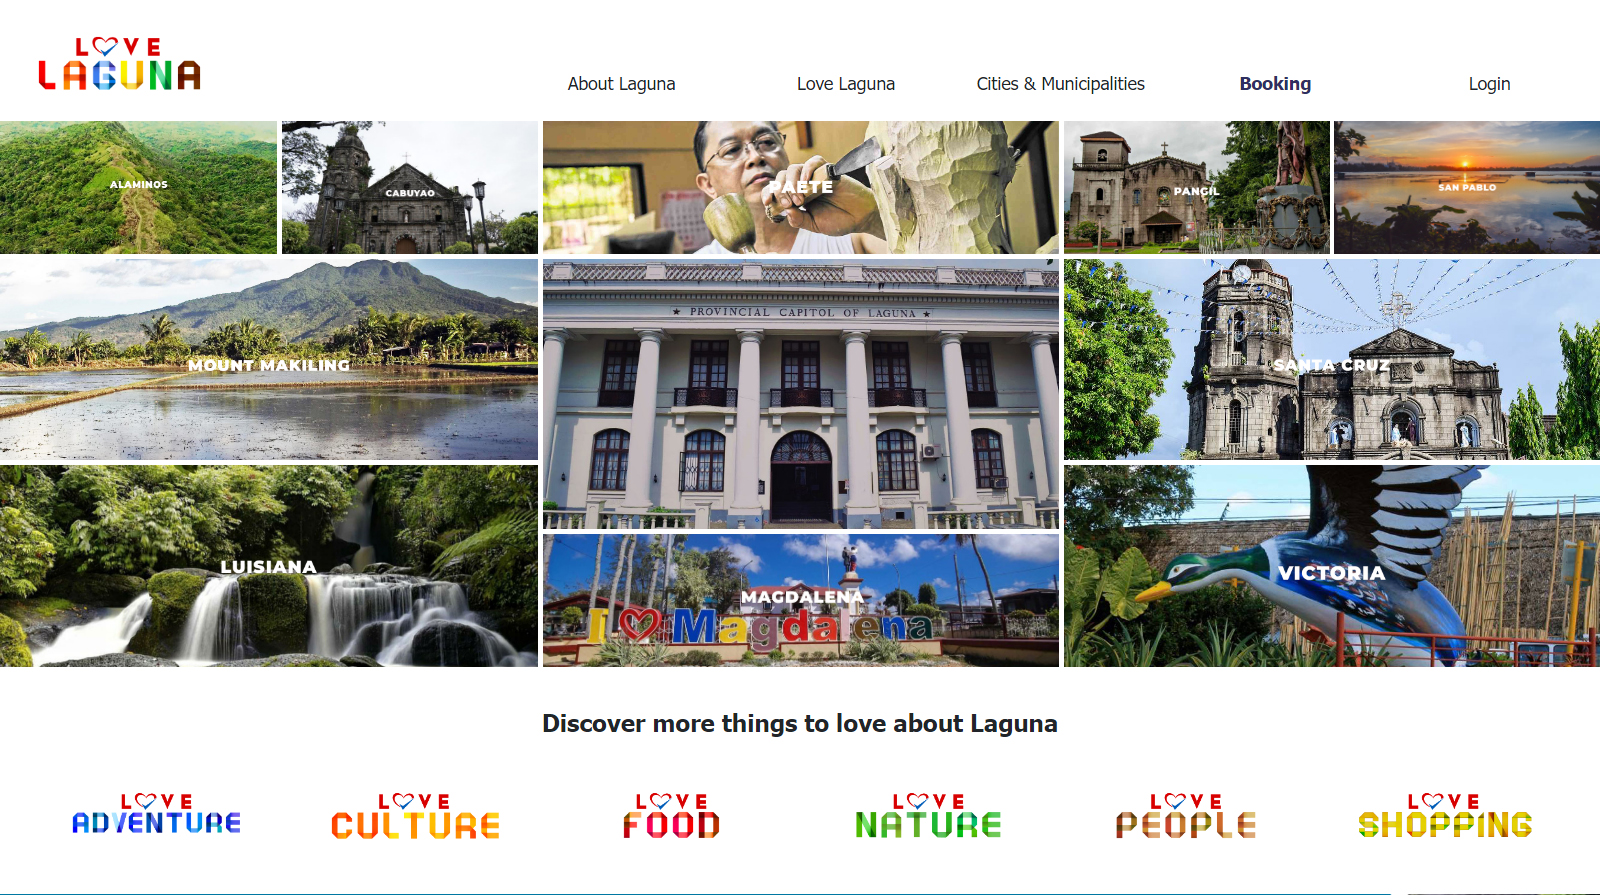 LOVE
LAGUNA
About Laguna
Love Laguna
Cities & Municipalities
Booking
Login
ALAMINOS
CABUYAO
PAETE
PANGIL
SAN PABLO
MOUNT MAKILING
★ PROVINCIAL CAPITOL OF LAGUNA ★
SANTA CRUZ
LUISIANA
MAGDALENA
I ❤ Magdalena
VICTORIA
Discover more things to love about Laguna
LOVE
ADVENTURE
LOVE
CULTURE
LOVE
FOOD
LOVE
NATURE
LOVE
PEOPLE
LOVE
SHOPPING